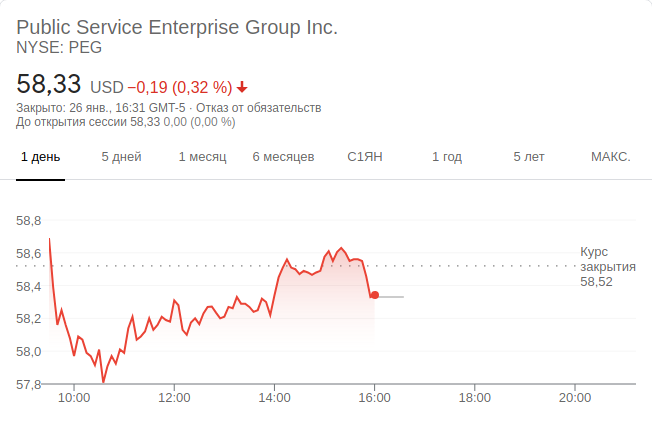 Public Service Enterprise Group Inc.
NYSE: PEG
58,33 USD −0,19 (0,32 %)
Закрыто: 26 янв., 16:31 GMT-5 · Отказ от обязательств
До открытия сессии 58,33 0,00 (0,00 %)
1 день 5 дней 1 месяц 6 месяцев С1ЯН 1 год 5 лет МАКС.
58,8
58,6
58,4
58,2
58,0
57,8
Курс
закрытия
58,52
10:00 12:00 14:00 16:00 18:00 20:00